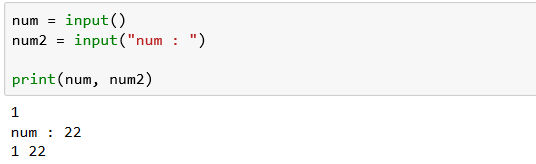 num = input()
num2 = input("num : ")
print(num, num2)
1
num : 22
1 22